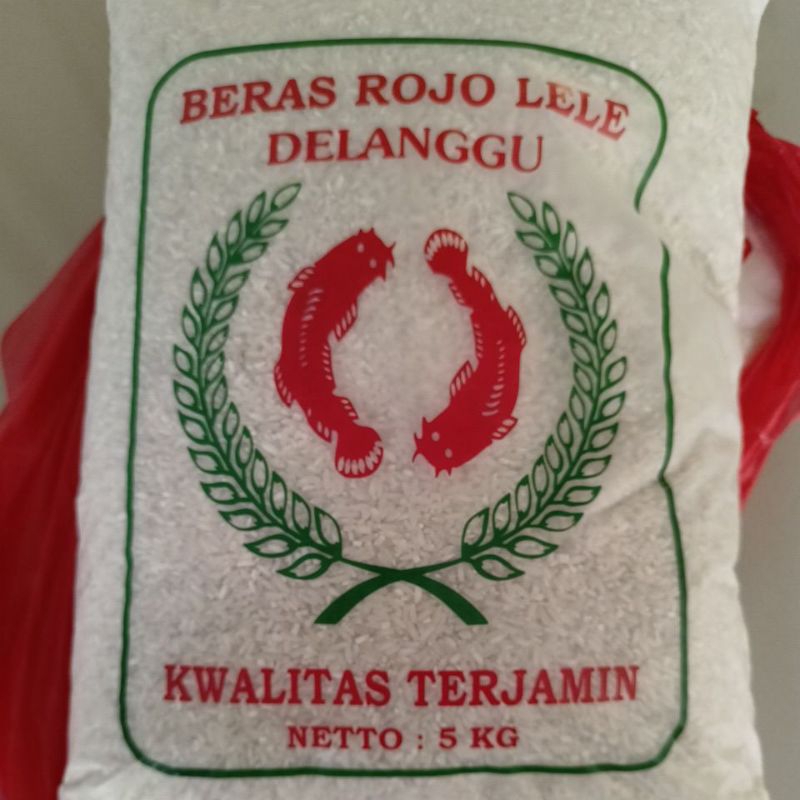 BERAS ROJO LELE
DELANGGU
KWALITAS TERJAMIN
NETTO : 5 KG